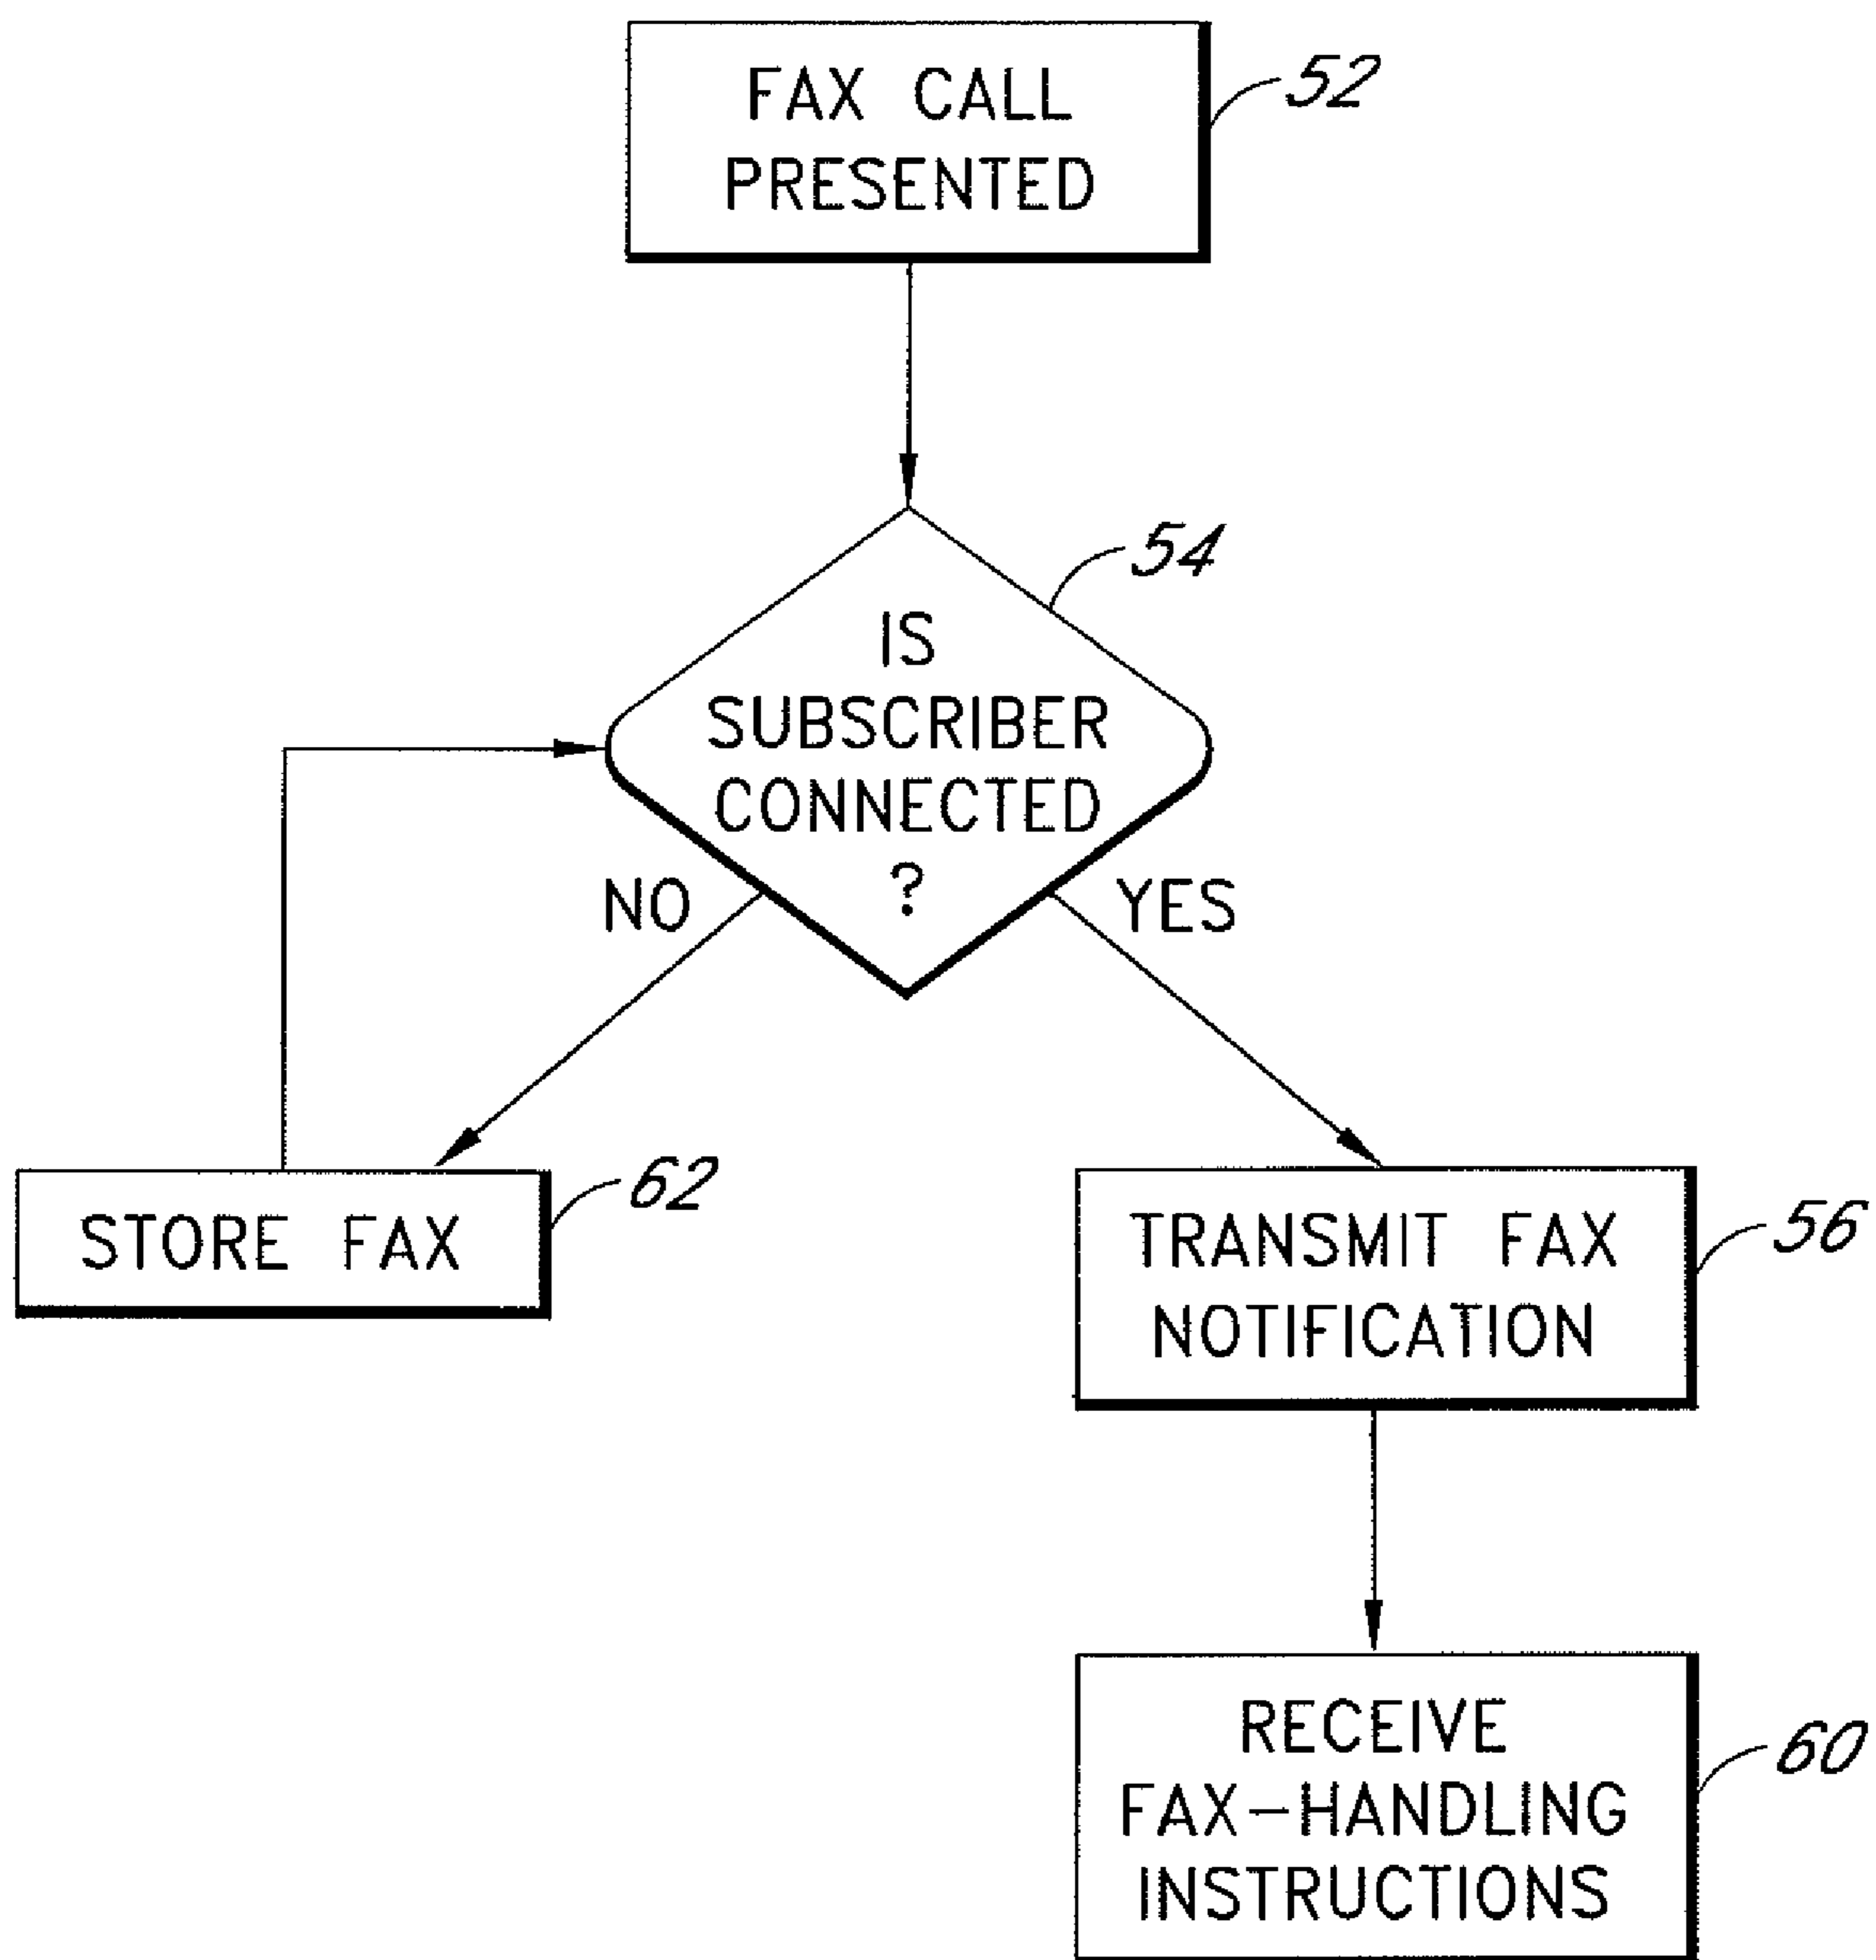 FAX CALL
PRESENTED
52
54
IS
SUBSCRIBER
CONNECTED
?
NO
YES
STORE FAX
62
TRANSMIT FAX
NOTIFICATION
56
RECEIVE
FAX-HANDLING
INSTRUCTIONS
60